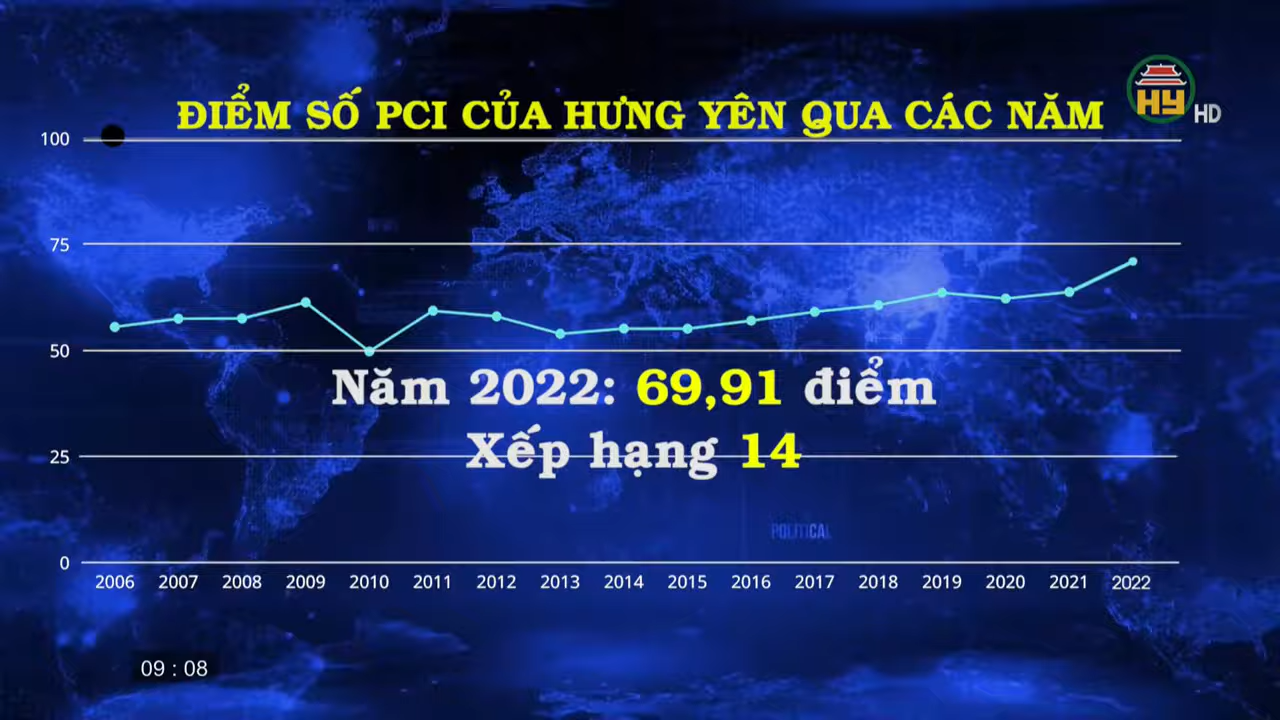 ĐIỂM SỐ PCI CỦA HƯNG YÊN QUA CÁC NĂM
HY HD
100
75
50
25
0
Năm 2022: 69,91 điểm
Xếp hạng 14
POLITICAL
2006 2007 2008 2009 2010 2011 2012 2013 2014 2015 2016 2017 2018 2019 2020 2021 2022
09 : 08